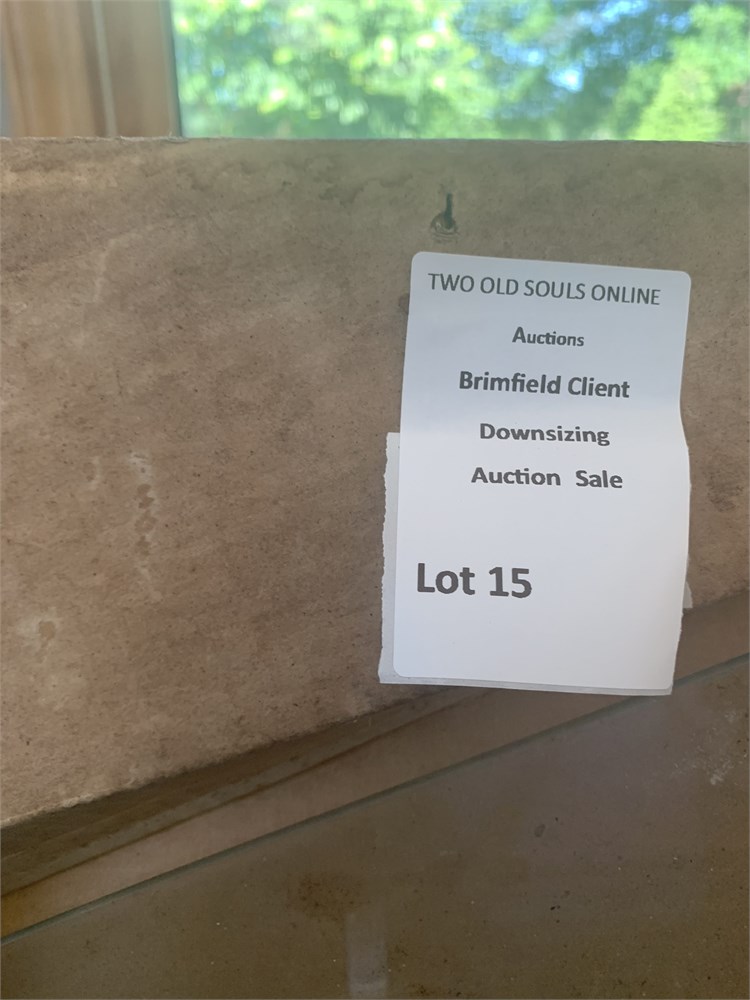 TWO OLD SOULS ONLINE
Auctions
Brimfield Client
Downsizing
Auction Sale
Lot 15